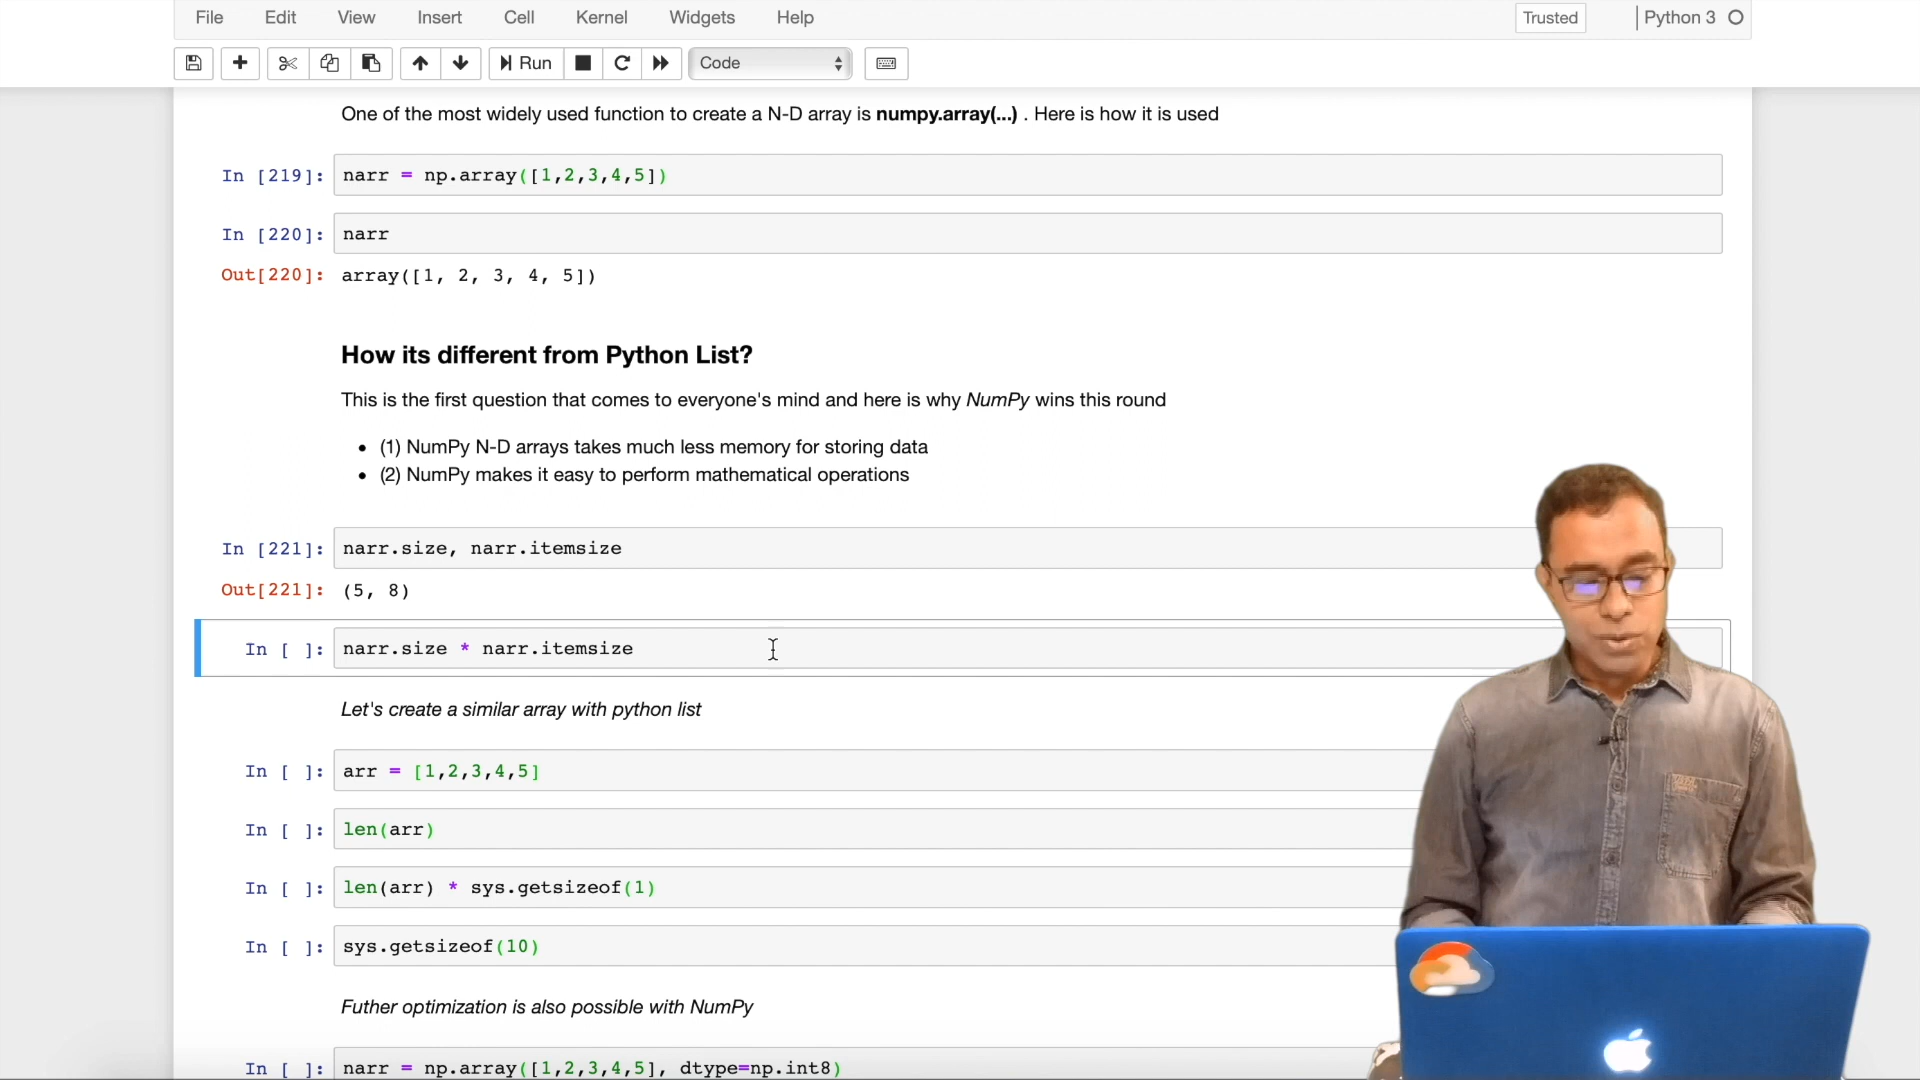 File Edit View Insert Cell Kernel Widgets Help Trusted Python 3
Run Code
One of the most widely used function to create a N-D array is numpy.array(...) . Here is how it is used
In [219]: narr = np.array([1,2,3,4,5])
In [220]: narr
Out[220]: array([1, 2, 3, 4, 5])
How its different from Python List?
This is the first question that comes to everyone's mind and here is why NumPy wins this round
• (1) NumPy N-D arrays takes much less memory for storing data
• (2) NumPy makes it easy to perform mathematical operations
In [221]: narr.size, narr.itemsize
Out[221]: (5, 8)
In [ ]: narr.size * narr.itemsize
Let's create a similar array with python list
In [ ]: arr = [1,2,3,4,5]
In [ ]: len(arr)
In [ ]: len(arr) * sys.getsizeof(1)
In [ ]: sys.getsizeof(10)
Futher optimization is also possible with NumPy
In [ ]: narr = np.array([1,2,3,4,5], dtype=np.int8)